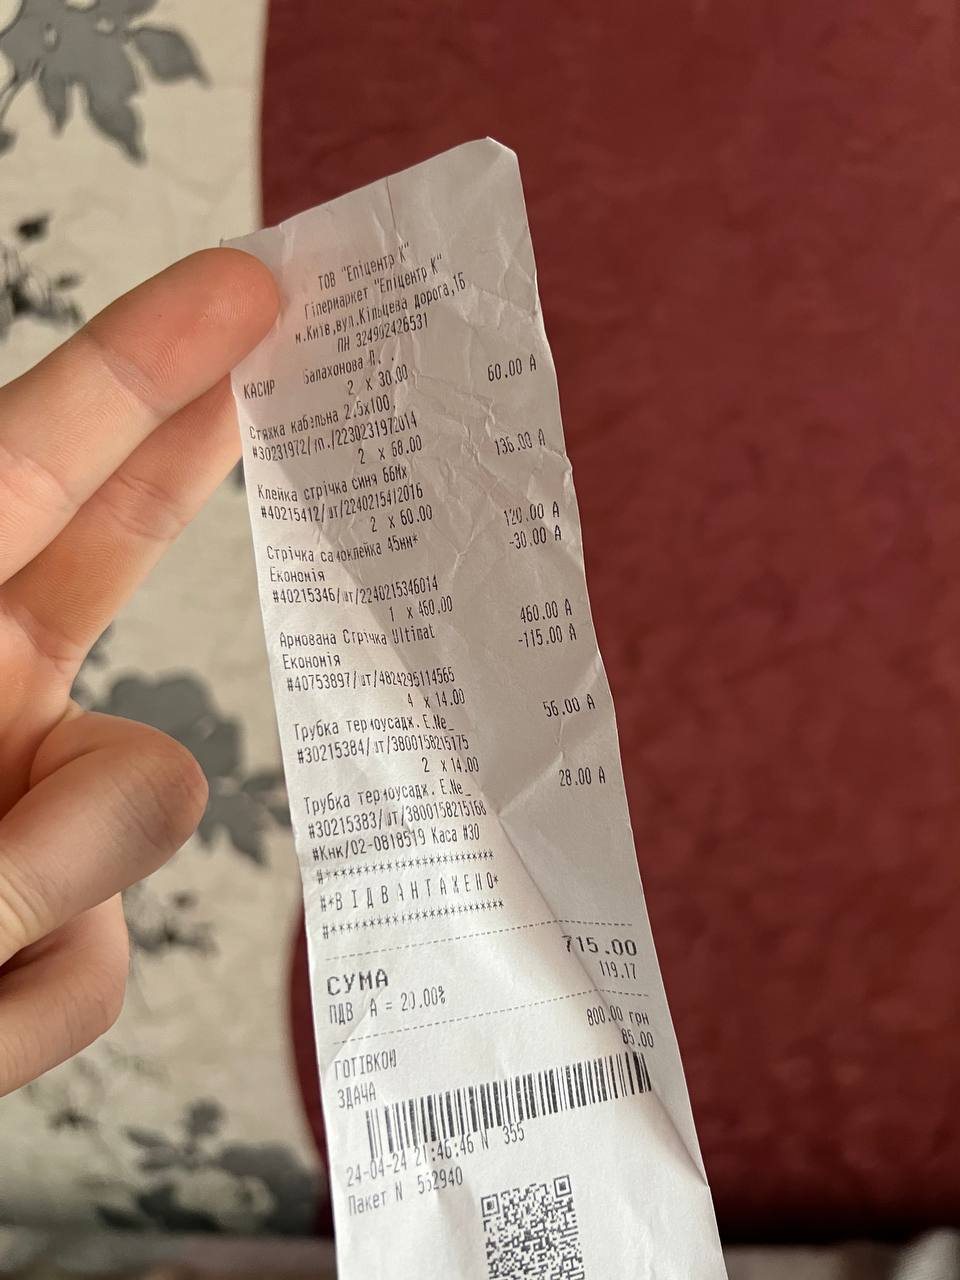 ТОВ "Епіцентр К"
Гіпермаркет "Епіцентр К"
м.Київ,вул.Кільцева дорога,1Б
ПН 324902426531
КАСИР Балахонова Л. .
2 x 30.00
Стяжка кабельна 2.5x100, 60.00 А
#30231972/уп./2230231972014
2 x 68.00
Клейка стрічка синя 66Мх 136.00 А
#40215412/шт/2240215412016
2 x 60.00
Стрічка самоклейка 45мм* 120.00 А
Економія -30.00 А
#40215346/шт/2240215346014
1 x 460.00
Армована Стрічка Ultimat 460.00 А
Економія -115.00 А
#40753897/шт/4824295114565
4 x 14.00
Трубка термоусадж. E.Ne_ 56.00 А
#30215384/шт/3800158215175
2 x 14.00
Трубка термоусадж. E.Ne_ 28.00 А
#30215383/шт/3800158215168
#Кнк/02-0818519 Каса #30
#************************
#*В І Д В А Н Т А Ж Е Н О*
#************************
СУМА 715.00
ПДВ А = 20.00% 119.17
ГОТІВКОЮ 800.00 грн
ЗДАЧА 85.00
24-04-24 21:46:46 N 355
Пакет N 552940